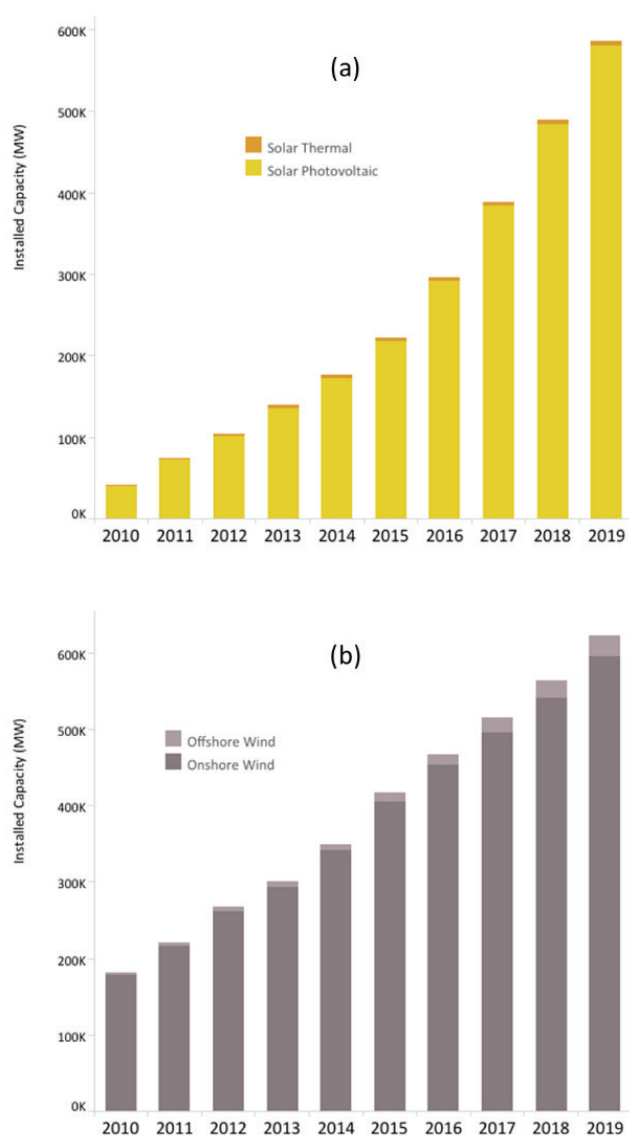 600K
(a)
500K
Solar Thermal
Solar Photovoltaic
Installed Capacity (MW)
400K
300K
200K
100K
0K
2010 2011 2012 2013 2014 2015 2016 2017 2018 2019
(b)
600K
500K
Offshore Wind
Onshore Wind
Installed Capacity (MW)
400K
300K
200K
100K
0K
2010 2011 2012 2013 2014 2015 2016 2017 2018 2019